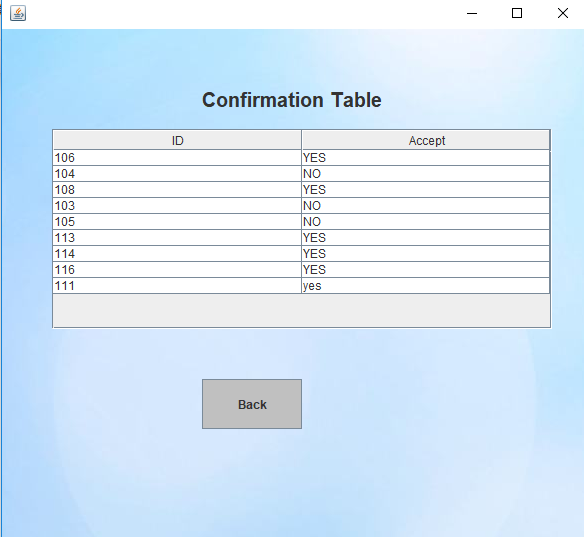 Confirmation Table
ID Accept
106 YES
104 NO
108 YES
103 NO
105 NO
113 YES
114 YES
116 YES
111 yes
Back